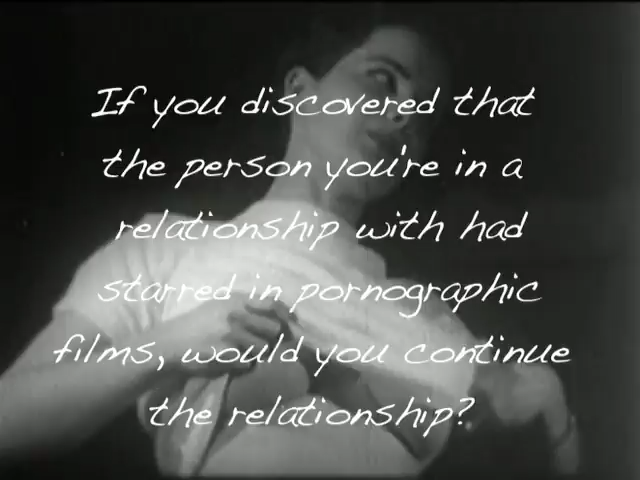 If you discovered that
the person you're in a
relationship with had
starred in pornographic
films, would you continue
the relationship?